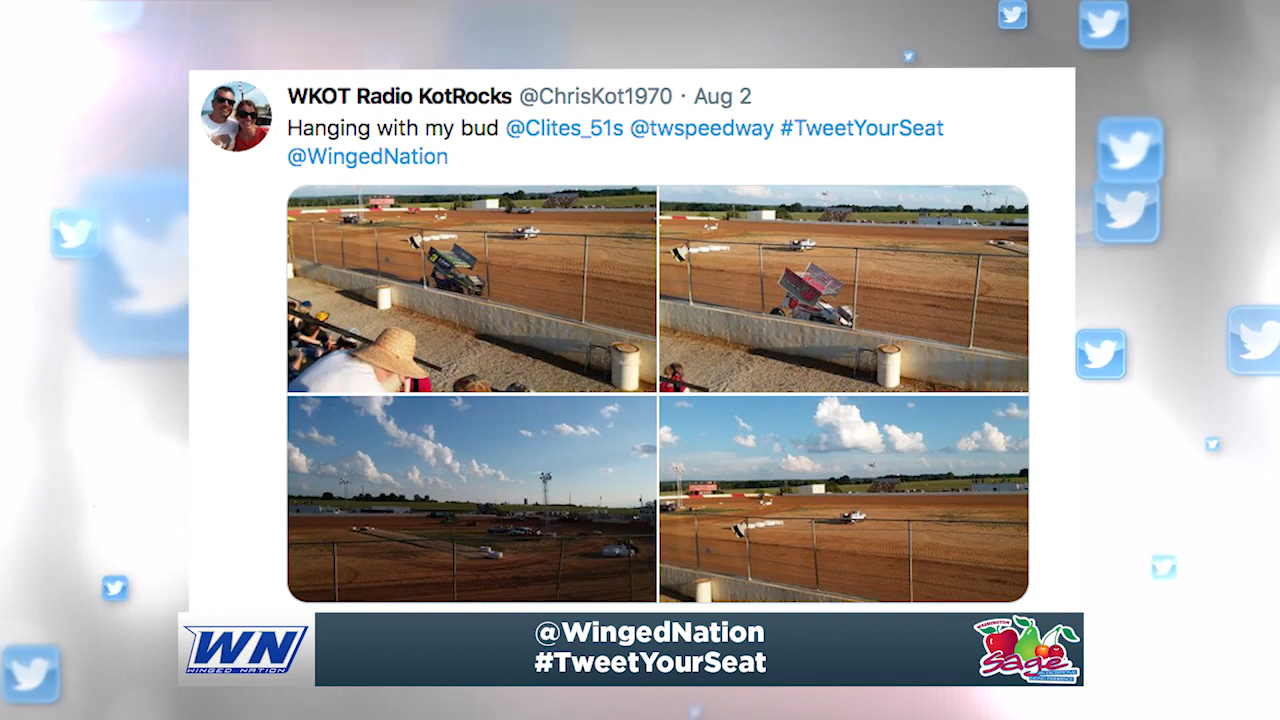 WKOT Radio KotRocks @ChrisKot1970 · Aug 2
Hanging with my bud @Clites_51s @twspeedway #TweetYourSeat
@WingedNation
WN
WINGED NATION
@WingedNation
#TweetYourSeat
WASHINGTON
Sage